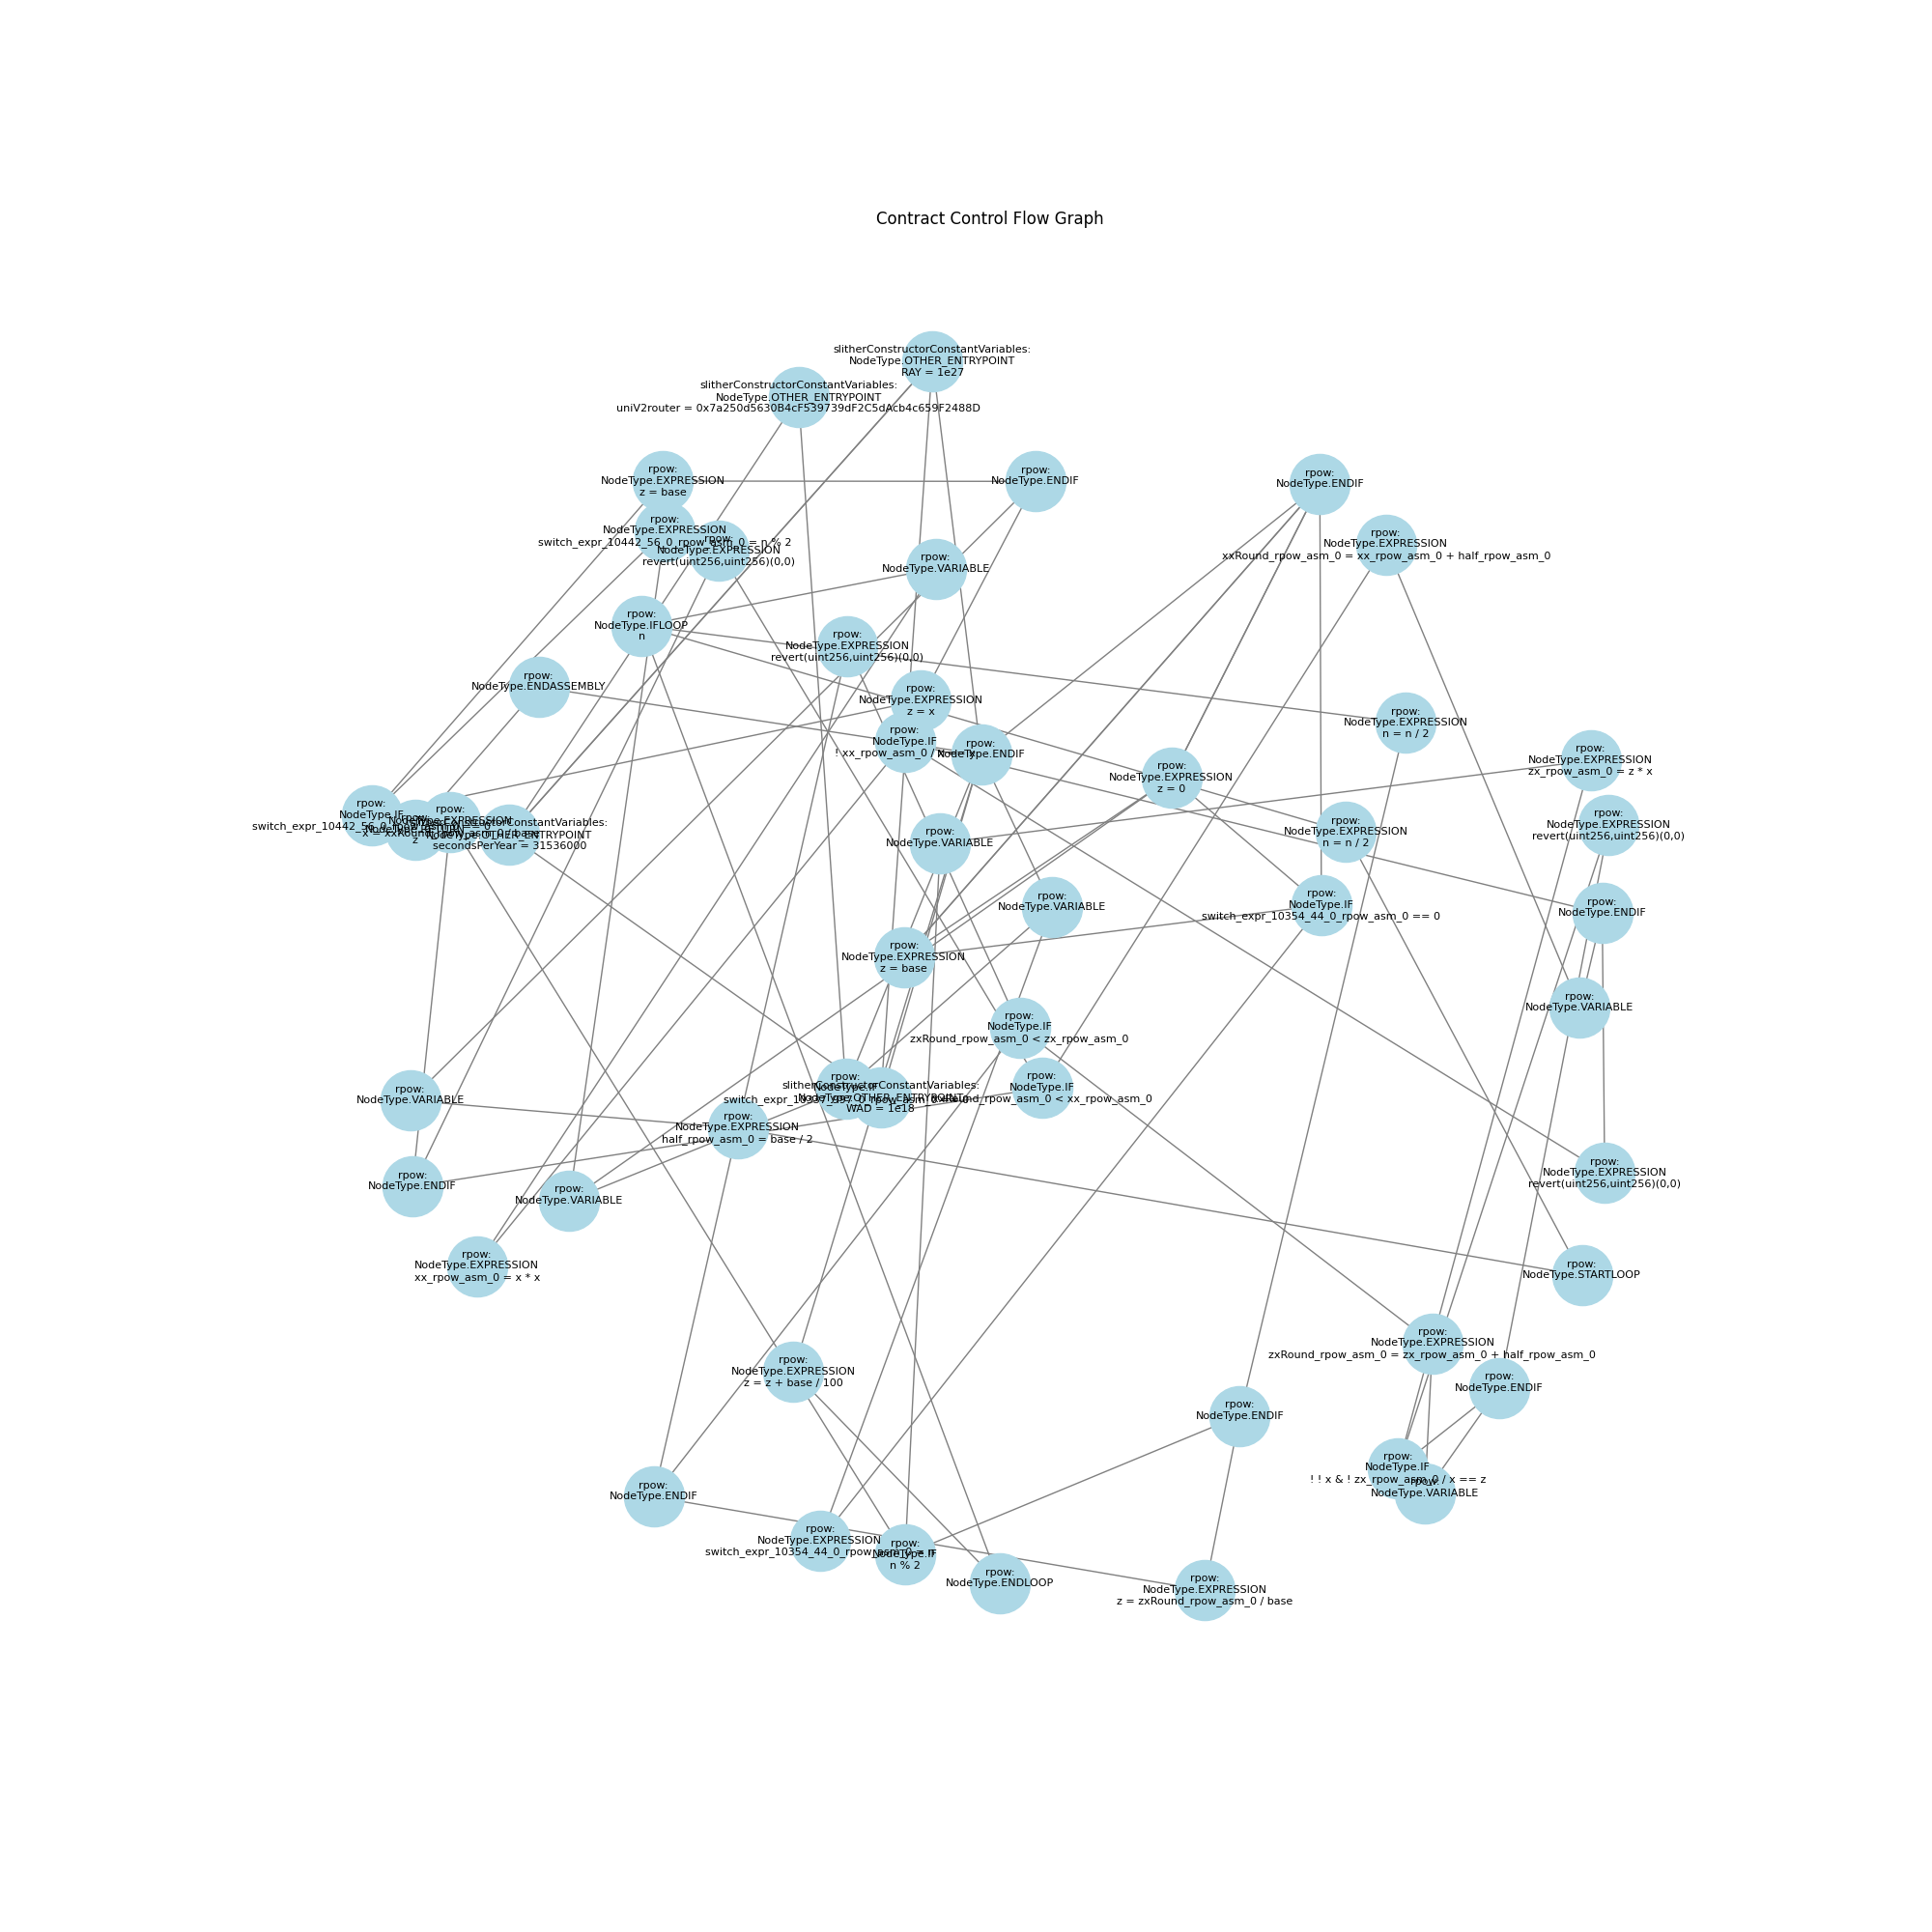 Contract Control Flow Graph
slitherConstructorConstantVariables:
NodeType.OTHER_ENTRYPOINT
RAY = 1e27
slitherConstructorConstantVariables:
NodeType.OTHER_ENTRYPOINT
uniV2router = 0x7a250d5630B4cF539739dF2C5dAcb4c659F2488D
rpow:
NodeType.EXPRESSION
z = base
rpow:
NodeType.ENDIF
rpow:
NodeType.ENDIF
rpow:
NodeType.EXPRESSION
switch_expr_10442_56_0_rpow_asm_0 = n % 2
rpow:
NodeType.EXPRESSION
revert(uint256,uint256)(0,0)
rpow:
NodeType.EXPRESSION
xxRound_rpow_asm_0 = xx_rpow_asm_0 + half_rpow_asm_0
rpow:
NodeType.VARIABLE
rpow:
NodeType.IFLOOP
n
rpow:
NodeType.EXPRESSION
revert(uint256,uint256)(0,0)
rpow:
NodeType.ENDASSEMBLY
rpow:
NodeType.EXPRESSION
z = x
rpow:
NodeType.EXPRESSION
n = n / 2
rpow:
NodeType.IF
! xx_rpow_asm_0 / x == x
rpow:
NodeType.ENDIF
rpow:
NodeType.EXPRESSION
zx_rpow_asm_0 = z * x
rpow:
NodeType.EXPRESSION
z = 0
rpow:
NodeType.IF
switch_expr_10442_56_0_rpow_asm_0 == 0
rpow:
z
rpow:
NodeType.EXPRESSION
x = xxRound_rpow_asm_0 / base
slitherConstructorConstantVariables:
NodeType.OTHER_ENTRYPOINT
secondsPerYear = 31536000
rpow:
NodeType.VARIABLE
rpow:
NodeType.EXPRESSION
n = n / 2
rpow:
NodeType.EXPRESSION
revert(uint256,uint256)(0,0)
rpow:
NodeType.VARIABLE
rpow:
NodeType.IF
switch_expr_10354_44_0_rpow_asm_0 == 0
rpow:
NodeType.ENDIF
rpow:
NodeType.EXPRESSION
z = base
rpow:
NodeType.VARIABLE
rpow:
NodeType.IF
zxRound_rpow_asm_0 < zx_rpow_asm_0
rpow:
NodeType.IF
slitherConstructorConstantVariables:
NodeType.OTHER_ENTRYPOINT
WAD = 1e18
rpow:
NodeType.IF
xxRound_rpow_asm_0 < xx_rpow_asm_0
rpow:
NodeType.VARIABLE
rpow:
NodeType.EXPRESSION
half_rpow_asm_0 = base / 2
rpow:
NodeType.ENDIF
rpow:
NodeType.VARIABLE
rpow:
NodeType.EXPRESSION
revert(uint256,uint256)(0,0)
rpow:
NodeType.EXPRESSION
xx_rpow_asm_0 = x * x
rpow:
NodeType.STARTLOOP
rpow:
NodeType.EXPRESSION
zxRound_rpow_asm_0 = zx_rpow_asm_0 + half_rpow_asm_0
rpow:
NodeType.EXPRESSION
z = z + base / 100
rpow:
NodeType.ENDIF
rpow:
NodeType.ENDIF
rpow:
NodeType.IF
! ! x & ! zx_rpow_asm_0 / x == z
rpow:
NodeType.VARIABLE
rpow:
NodeType.ENDIF
rpow:
NodeType.EXPRESSION
switch_expr_10354_44_0_rpow_asm_0 = n
rpow:
NodeType.IF
n % 2
rpow:
NodeType.ENDLOOP
rpow:
NodeType.EXPRESSION
z = zxRound_rpow_asm_0 / base